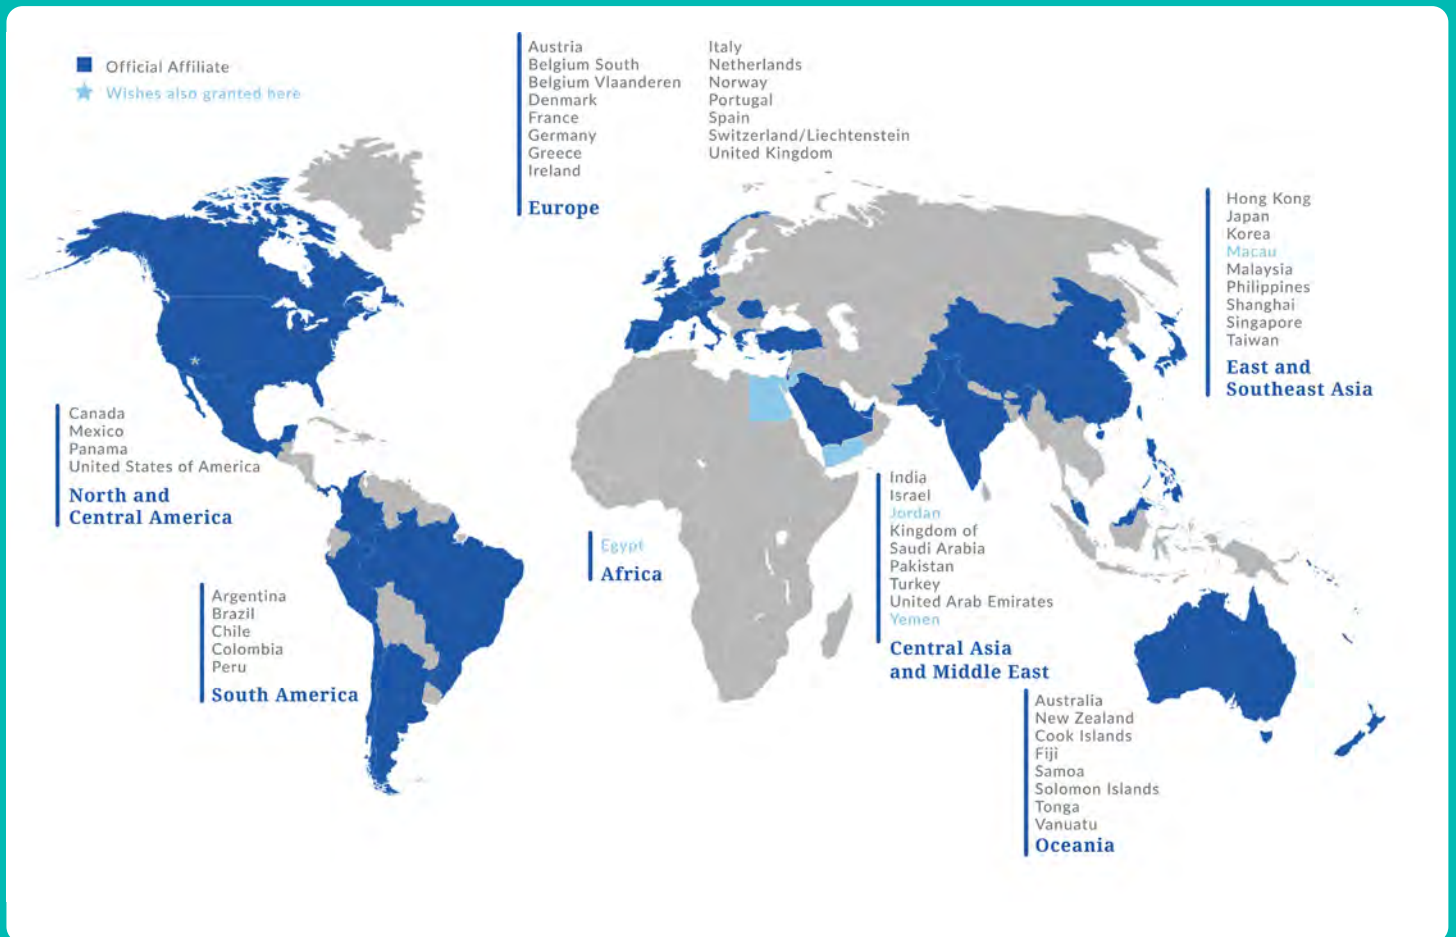 Official Affiliate
Wishes also granted here
Austria
Belgium South
Belgium Vlaanderen
Denmark
France
Germany
Greece
Ireland
Italy
Netherlands
Norway
Portugal
Spain
Switzerland/Liechtenstein
United Kingdom
Europe
Hong Kong
Japan
Korea
Macau
Malaysia
Philippines
Shanghai
Singapore
Taiwan
East and
Southeast Asia
Canada
Mexico
Panama
United States of America
North and
Central America
India
Israel
Jordan
Kingdom of
Saudi Arabia
Pakistan
Turkey
United Arab Emirates
Yemen
Central Asia
and Middle East
Egypt
Africa
Argentina
Brazil
Chile
Colombia
Peru
South America
Australia
New Zealand
Cook Islands
Fiji
Samoa
Solomon Islands
Tonga
Vanuatu
Oceania